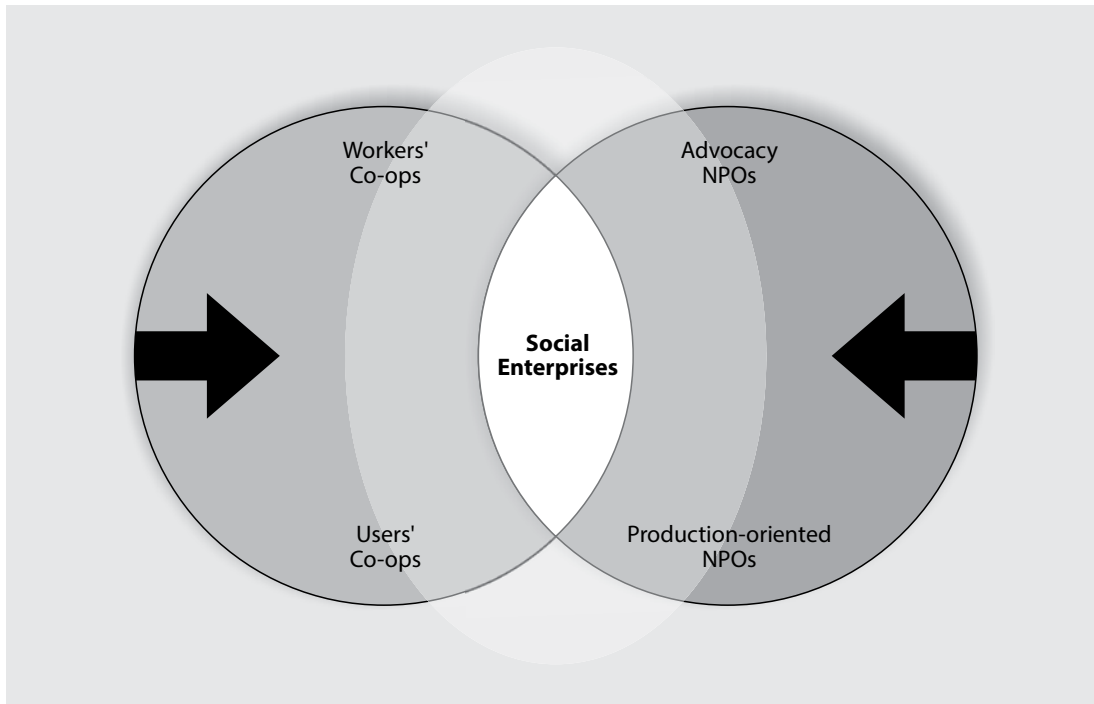 Workers'
Co-ops
Advocacy
NPOs
Social
Enterprises
Users'
Co-ops
Production-oriented
NPOs